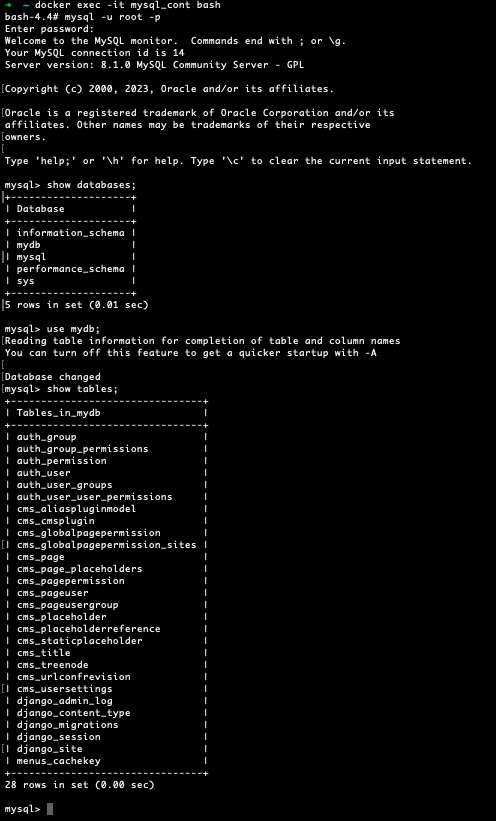 ➜ ~ docker exec -it mysql_cont bash
bash-4.4# mysql -u root -p
Enter password:
Welcome to the MySQL monitor.  Commands end with ; or \g.
Your MySQL connection id is 14
Server version: 8.1.0 MySQL Community Server - GPL

Copyright (c) 2000, 2023, Oracle and/or its affiliates.

Oracle is a registered trademark of Oracle Corporation and/or its
affiliates. Other names may be trademarks of their respective
owners.

Type 'help;' or '\h' for help. Type '\c' to clear the current input statement.

mysql> show databases;
+--------------------+
| Database           |
+--------------------+
| information_schema |
| mydb               |
| mysql              |
| performance_schema |
| sys                |
+--------------------+
5 rows in set (0.01 sec)

mysql> use mydb;
Reading table information for completion of table and column names
You can turn off this feature to get a quicker startup with -A

Database changed
mysql> show tables;
+--------------------------------+
| Tables_in_mydb                 |
+--------------------------------+
| auth_group                     |
| auth_group_permissions         |
| auth_permission                |
| auth_user                      |
| auth_user_groups               |
| auth_user_user_permissions     |
| cms_aliaspluginmodel           |
| cms_cmsplugin                  |
| cms_globalpagepermission       |
| cms_globalpagepermission_sites |
| cms_page                       |
| cms_page_placeholders          |
| cms_pagepermission             |
| cms_pageuser                   |
| cms_pageusergroup              |
| cms_placeholder                |
| cms_placeholderreference       |
| cms_staticplaceholder          |
| cms_title                      |
| cms_treenode                   |
| cms_urlconfrevision            |
| cms_usersettings               |
| django_admin_log               |
| django_content_type            |
| django_migrations              |
| django_session                 |
| django_site                    |
| menus_cachekey                 |
+--------------------------------+
28 rows in set (0.00 sec)

mysql>